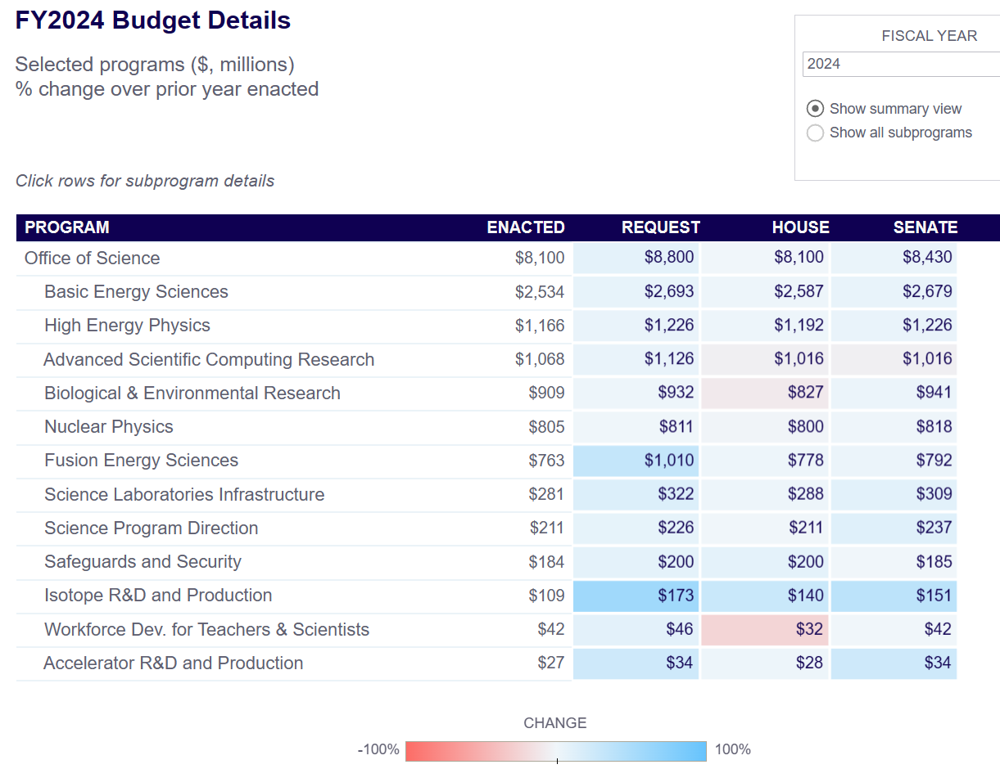 FY2024 Budget Details
Selected programs ($, millions)
% change over prior year enacted
FISCAL YEAR
2024
Show summary view
Show all subprograms
Click rows for subprogram details
PROGRAM ENACTED REQUEST HOUSE SENATE
Office of Science $8,100 $8,800 $8,100 $8,430
Basic Energy Sciences $2,534 $2,693 $2,587 $2,679
High Energy Physics $1,166 $1,226 $1,192 $1,226
Advanced Scientific Computing Research $1,068 $1,126 $1,016 $1,016
Biological & Environmental Research $909 $932 $827 $941
Nuclear Physics $805 $811 $800 $818
Fusion Energy Sciences $763 $1,010 $778 $792
Science Laboratories Infrastructure $281 $322 $288 $309
Science Program Direction $211 $226 $211 $237
Safeguards and Security $184 $200 $200 $185
Isotope R&D and Production $109 $173 $140 $151
Workforce Dev. for Teachers & Scientists $42 $46 $32 $42
Accelerator R&D and Production $27 $34 $28 $34
CHANGE
-100% 100%